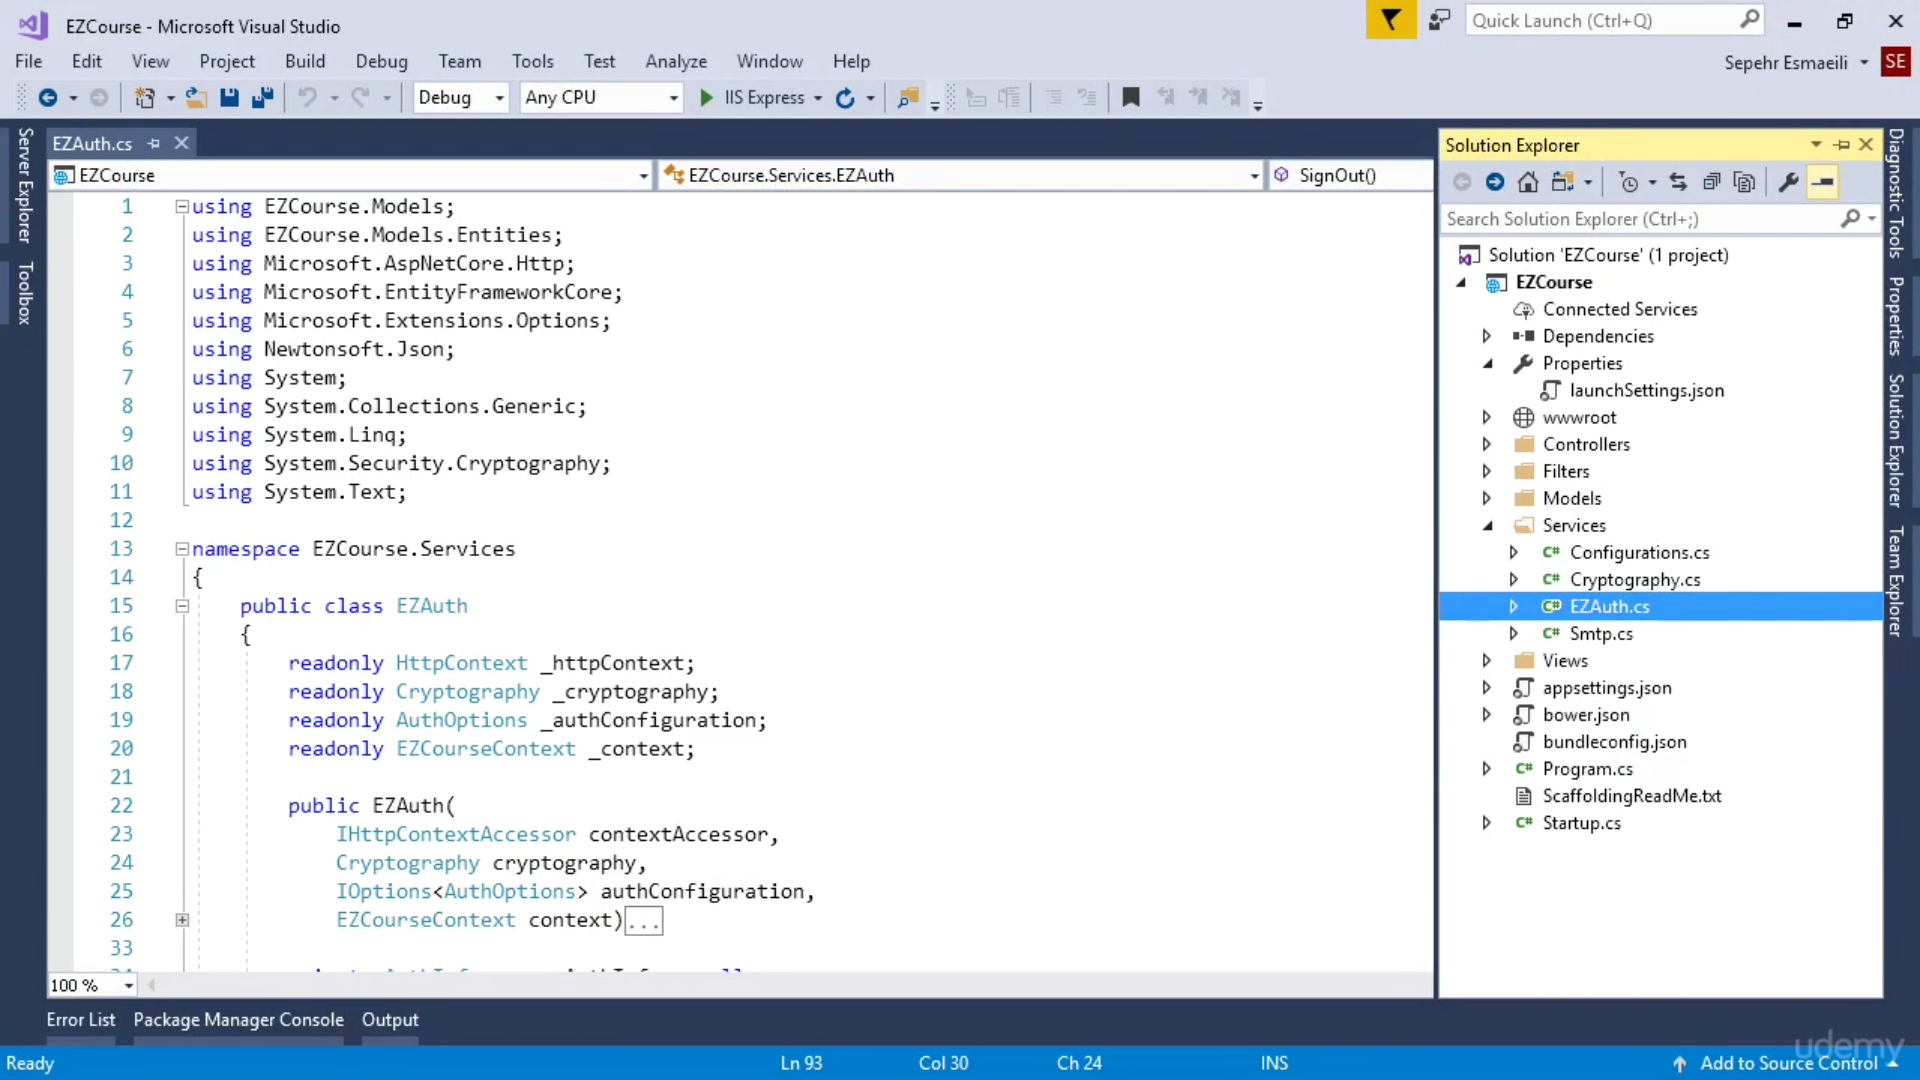 EZCourse - Microsoft Visual Studio
Quick Launch (Ctrl+Q)
File Edit View Project Build Debug Team Tools Test Analyze Window Help
Sepehr Esmaeili SE
Debug Any CPU IIS Express
Server Explorer
Toolbox
EZAuth.cs
EZCourse EZCourse.Services.EZAuth SignOut()
1 using EZCourse.Models;
2 using EZCourse.Models.Entities;
3 using Microsoft.AspNetCore.Http;
4 using Microsoft.EntityFrameworkCore;
5 using Microsoft.Extensions.Options;
6 using Newtonsoft.Json;
7 using System;
8 using System.Collections.Generic;
9 using System.Linq;
10 using System.Security.Cryptography;
11 using System.Text;
12
13 namespace EZCourse.Services
14 {
15 public class EZAuth
16 {
17 readonly HttpContext _httpContext;
18 readonly Cryptography _cryptography;
19 readonly AuthOptions _authConfiguration;
20 readonly EZCourseContext _context;
21
22 public EZAuth(
23 IHttpContextAccessor contextAccessor,
24 Cryptography cryptography,
25 IOptions<AuthOptions> authConfiguration,
26 EZCourseContext context)...
33
100 %
Solution Explorer
Search Solution Explorer (Ctrl+;)
Solution 'EZCourse' (1 project)
EZCourse
Connected Services
Dependencies
Properties
launchSettings.json
wwwroot
Controllers
Filters
Models
Services
C# Configurations.cs
C# Cryptography.cs
C# EZAuth.cs
C# Smtp.cs
Views
appsettings.json
bower.json
bundleconfig.json
C# Program.cs
ScaffoldingReadMe.txt
C# Startup.cs
Diagnostic Tools
Properties
Solution Explorer
Team Explorer
Error List Package Manager Console Output
udemy
Ready Ln 93 Col 30 Ch 24 INS Add to Source Control